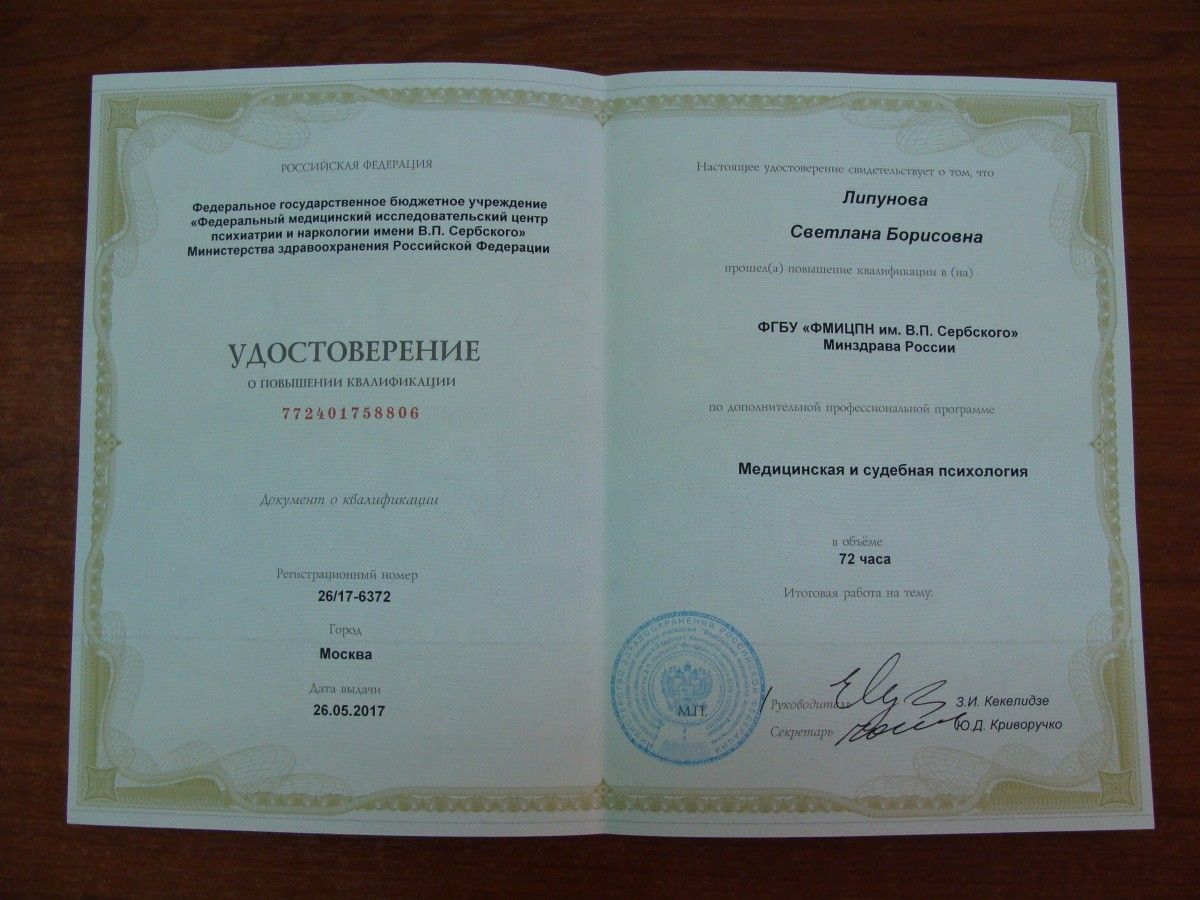 РОССИЙСКАЯ ФЕДЕРАЦИЯ
Федеральное государственное бюджетное учреждение
«Федеральный медицинский исследовательский центр
психиатрии и наркологии имени В.П. Сербского»
Министерства здравоохранения Российской Федерации
УДОСТОВЕРЕНИЕ
О ПОВЫШЕНИИ КВАЛИФИКАЦИИ
772401758806
Документ о квалификации
Регистрационный номер
26/17-6372
Город
Москва
Дата выдачи
26.05.2017
Настоящее удостоверение свидетельствует о том, что
Липунова
Светлана Борисовна
прошел(а) повышение квалификации в (на)
ФГБУ «ФМИЦПН им. В.П. Сербского»
Минздрава России
по дополнительной профессиональной программе
Медицинская и судебная психология
в объёме
72 часа
Итоговая работа на тему:
М.П.
Руководитель З.И. Кекелидзе
Секретарь Ю.Д. Криворучко